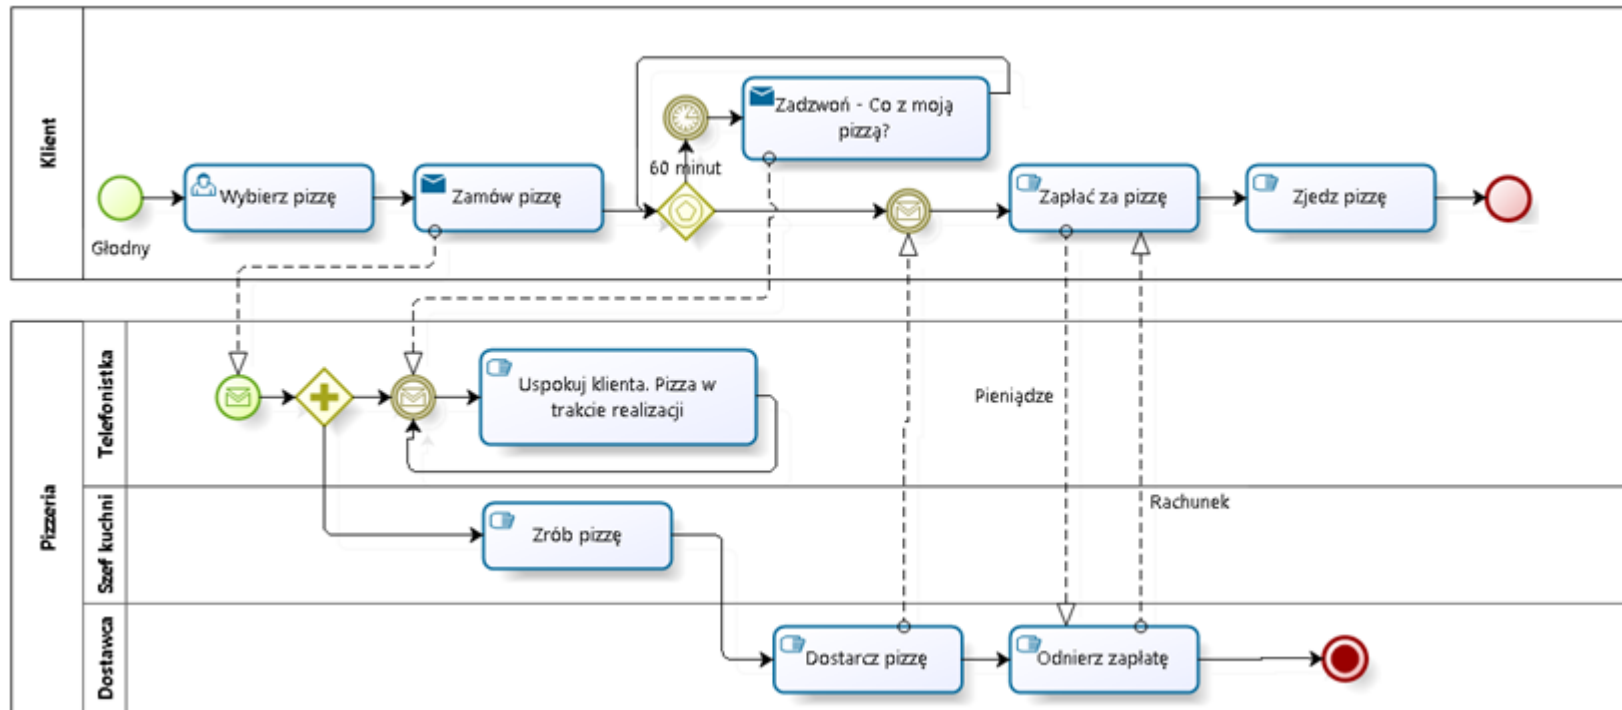 Klient
Głodny
Wybierz pizzę
Zamów pizzę
60 minut
Zadzwoń - Co z moją
pizzą?
Zapłać za pizzę
Zjedz pizzę
Pizzeria
Telefonistka
Uspokuj klienta. Pizza w
trakcie realizacji
Pieniądze
Rachunek
Szef kuchni
Zrób pizzę
Dostawca
Dostarcz pizzę
Odnierz zapłatę